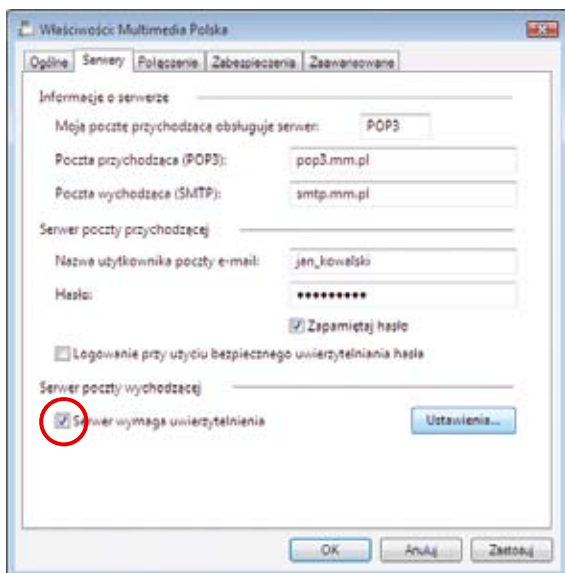 Właściwości: Multimedia Polska
Ogólne Serwery Połączenie Zabezpieczenia Zaawansowane
Informacje o serwerze
Moja pocztę przychodzącą obsługuje serwer: POP3
Poczta przychodząca (POP3): pop3.mm.pl
Poczta wychodząca (SMTP): smtp.mm.pl
Serwer poczty przychodzącej
Nazwa użytkownika poczty e-mail: jan_kowalski
Hasło: •••••••••
Zapamiętaj hasło
Logowanie przy użyciu bezpiecznego uwierzytelniania hasła
Serwer poczty wychodzącej
Serwer wymaga uwierzytelnienia Ustawienia...
OK Anuluj Zastosuj